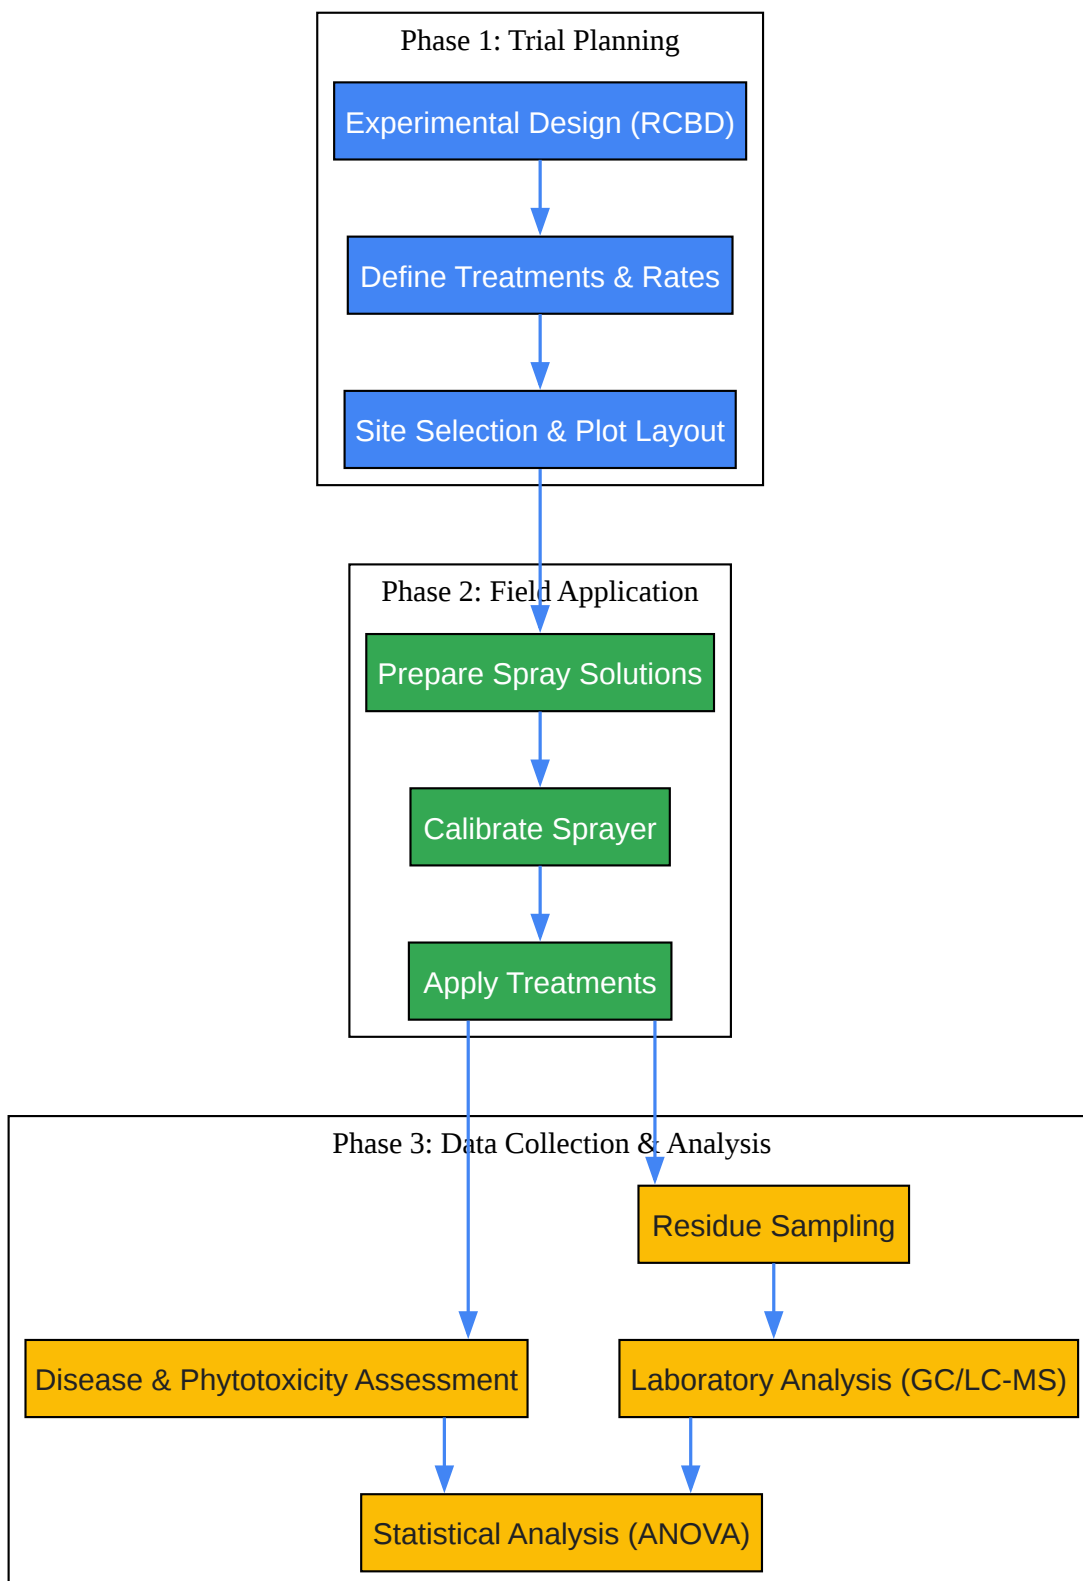 Phase 1: Trial Planning
Experimental Design (RCBD)
Define Treatments & Rates
Site Selection & Plot Layout
Phase 2: Field Application
Prepare Spray Solutions
Calibrate Sprayer
Apply Treatments
Phase 3: Data Collection & Analysis
Residue Sampling
Disease & Phytotoxicity Assessment
Laboratory Analysis (GC/LC-MS)
Statistical Analysis (ANOVA)